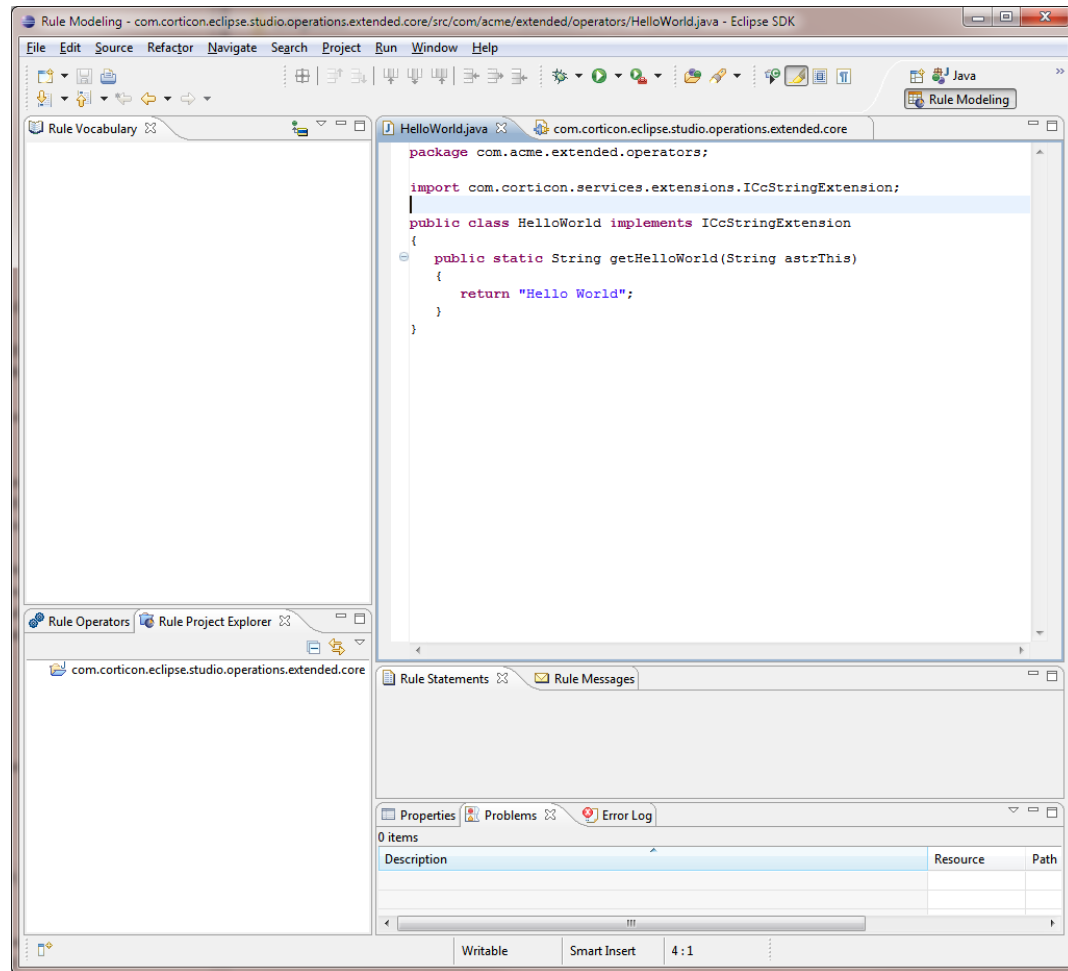 Rule Modeling - com.corticon.eclipse.studio.operations.extended.core/src/com/acme/extended/operators/HelloWorld.java - Eclipse SDK
File Edit Source Refactor Navigate Search Project Run Window Help
Java
Rule Modeling
Rule Vocabulary
HelloWorld.java com.corticon.eclipse.studio.operations.extended.core
package com.acme.extended.operators;
import com.corticon.services.extensions.ICcStringExtension;
public class HelloWorld implements ICcStringExtension
{
public static String getHelloWorld(String astrThis)
{
return "Hello World";
}
}
Rule Operators Rule Project Explorer
com.corticon.eclipse.studio.operations.extended.core
Rule Statements Rule Messages
Properties Problems Error Log
0 items
Description Resource Path
Writable Smart Insert 4 : 1